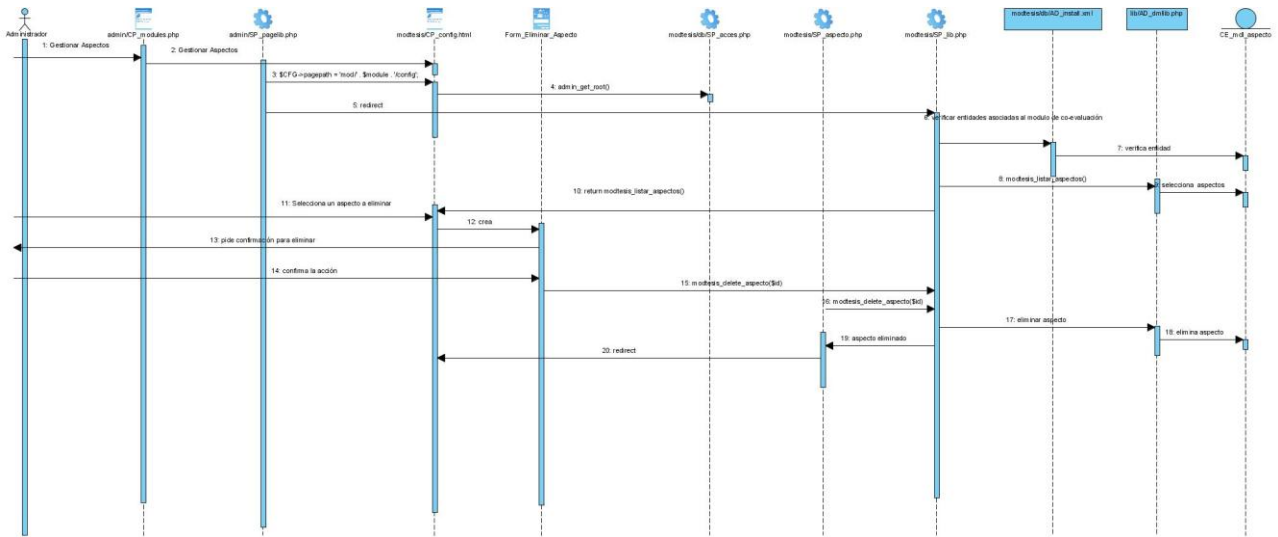 Administrador
admin/CP_modules.php
admin/SP_pagelib.php
modtesis/CP_config.html
Form_Eliminar_Aspecto
modtesis/db/SP_acces.php
modtesis/SP_aspecto.php
modtesis/SP_lib.php
modtesis/db/AD_install.xml
lib/AD_dmllib.php
CE_mdl_aspecto
1: Gestionar Aspectos
2: Gestionar Aspectos
3: $CFG->pagepath = 'mod/' . $module . '/config';
4: admin_get_root()
5: redirect
6: verificar entidades asociadas al modulo de co-evaluación
7: verifica entidad
8: modtesis_listar_aspectos()
selecciona aspectos
10: return modtesis_listar_aspectos()
11: Selecciona un aspecto a eliminar
12: crea
13: pide confirmación para eliminar
14: confirma la acción
15: modtesis_delete_aspecto($id)
16: modtesis_delete_aspecto($id)
17: eliminar aspecto
18: elimina aspecto
19: aspecto eliminado
20: redirect